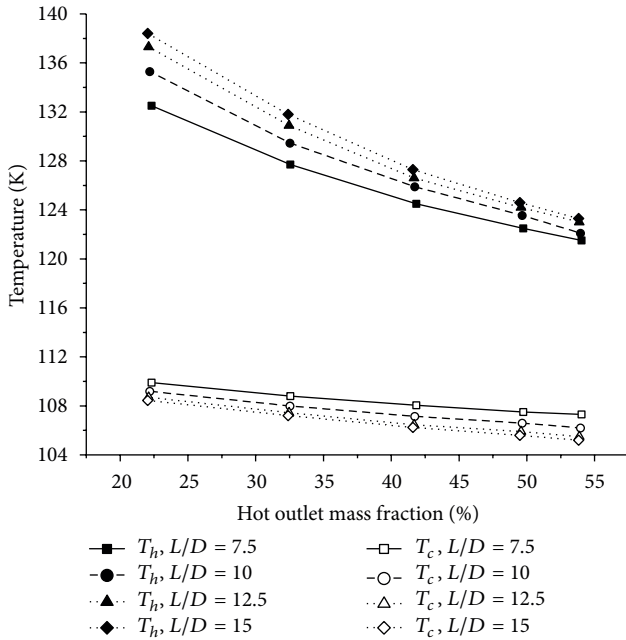 140
136
132
128
124
120
116
112
108
104
Temperature (K)
20 25 30 35 40 45 50 55
Hot outlet mass fraction (%)
T_h, L/D = 7.5
T_h, L/D = 10
T_h, L/D = 12.5
T_h, L/D = 15
T_c, L/D = 7.5
T_c, L/D = 10
T_c, L/D = 12.5
T_c, L/D = 15